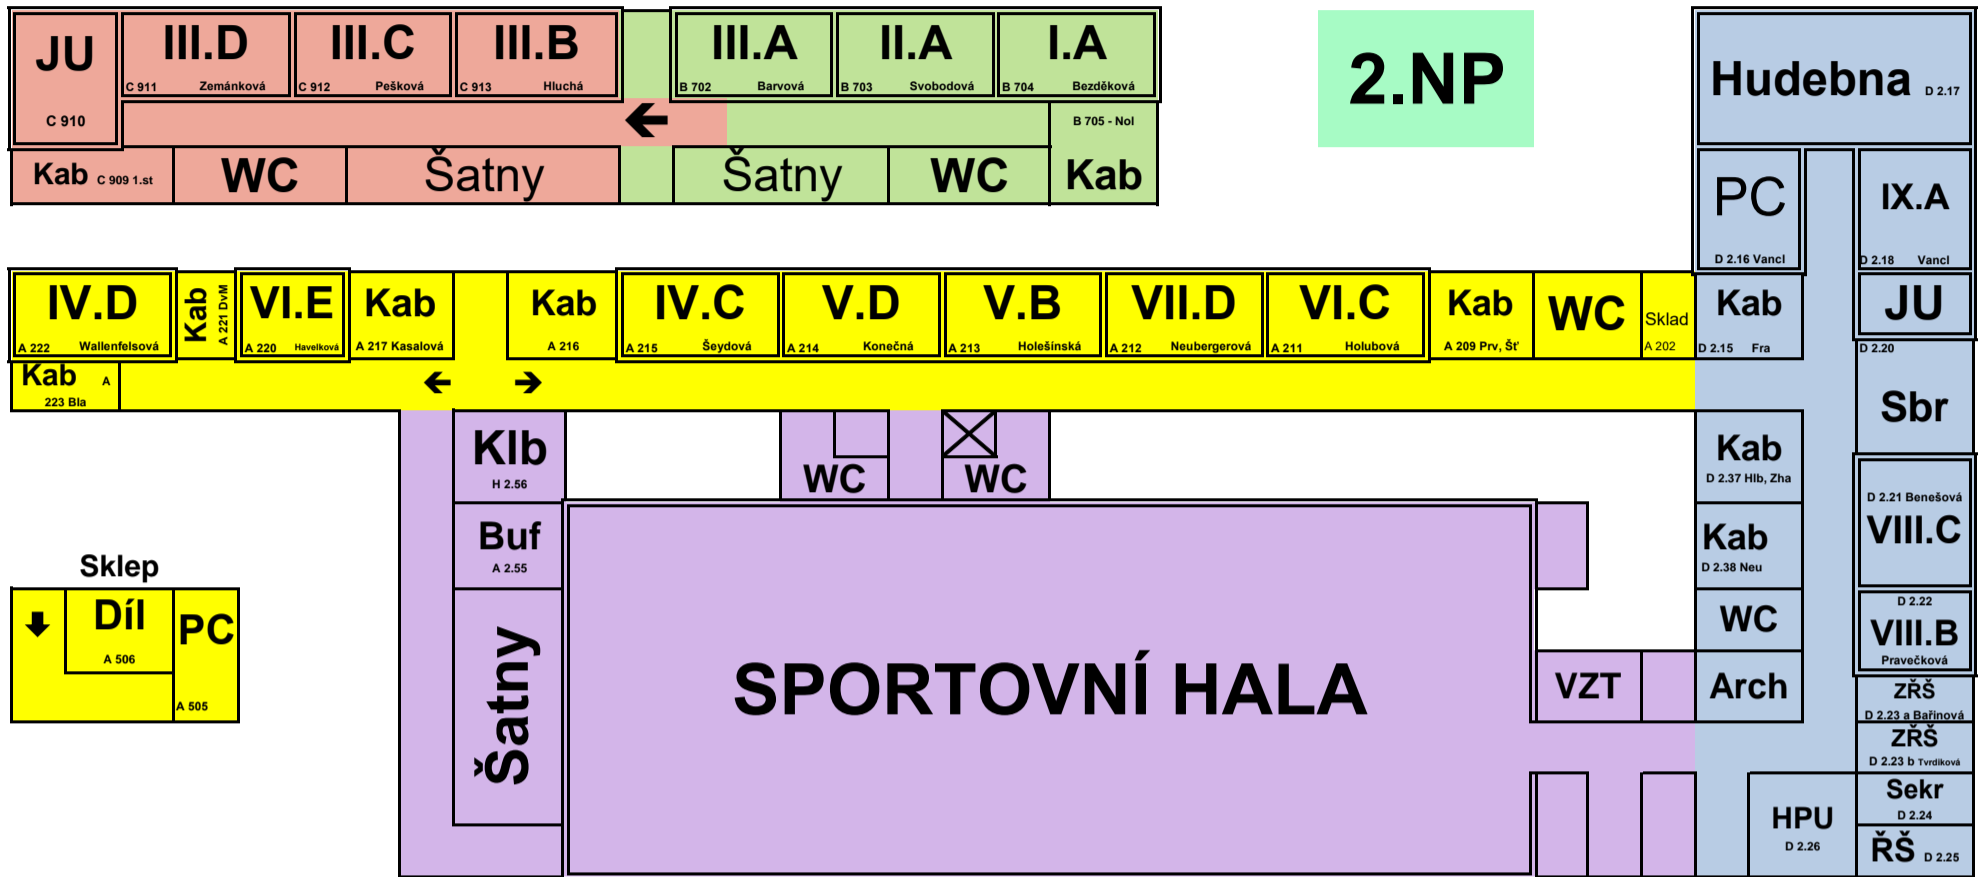 JU
C 910
III.D
C 911 Zemánková
III.C
C 912 Pešková
III.B
C 913 Hluchá
III.A
B 702 Barvová
II.A
B 703 Svobodová
I.A
B 704 Bezděková
2.NP
Hudebna D 2.17
Kab C 909 1.st
WC
Šatny
Šatny
WC
B 705 - Nol
Kab
PC
D 2.16 Vancl
IX.A
D 2.18 Vancl
IV.D
A 222 Wallenfelsová
Kab
A 221 DvM
VI.E
A 220 Havelková
Kab
A 217 Kasalová
Kab
A 216
IV.C
A 215 Šeydová
V.D
A 214 Konečná
V.B
A 213 Holešinská
VII.D
A 212 Neubergerová
VI.C
A 211 Holubová
Kab
A 209 Prv, Šť
WC
Sklad
A 202
Kab
D 2.15 Fra
JU
D 2.20
Sbr
Kab A
223 Bla
Klb
H 2.56
WC
WC
Kab
D 2.37 Hlb, Zha
D 2.21 Benešová
VIII.C
Buf
A 2.55
Kab
D 2.38 Neu
Sklep
Díl
A 506
PC
A 505
Šatny
SPORTOVNÍ HALA
WC
D 2.22
VIII.B
Pravečková
VZT
Arch
ZŘŠ
D 2.23 a Bařinová
ZŘŠ
D 2.23 b Tvrdíková
HPU
D 2.26
Sekr
D 2.24
ŘŠ D 2.25